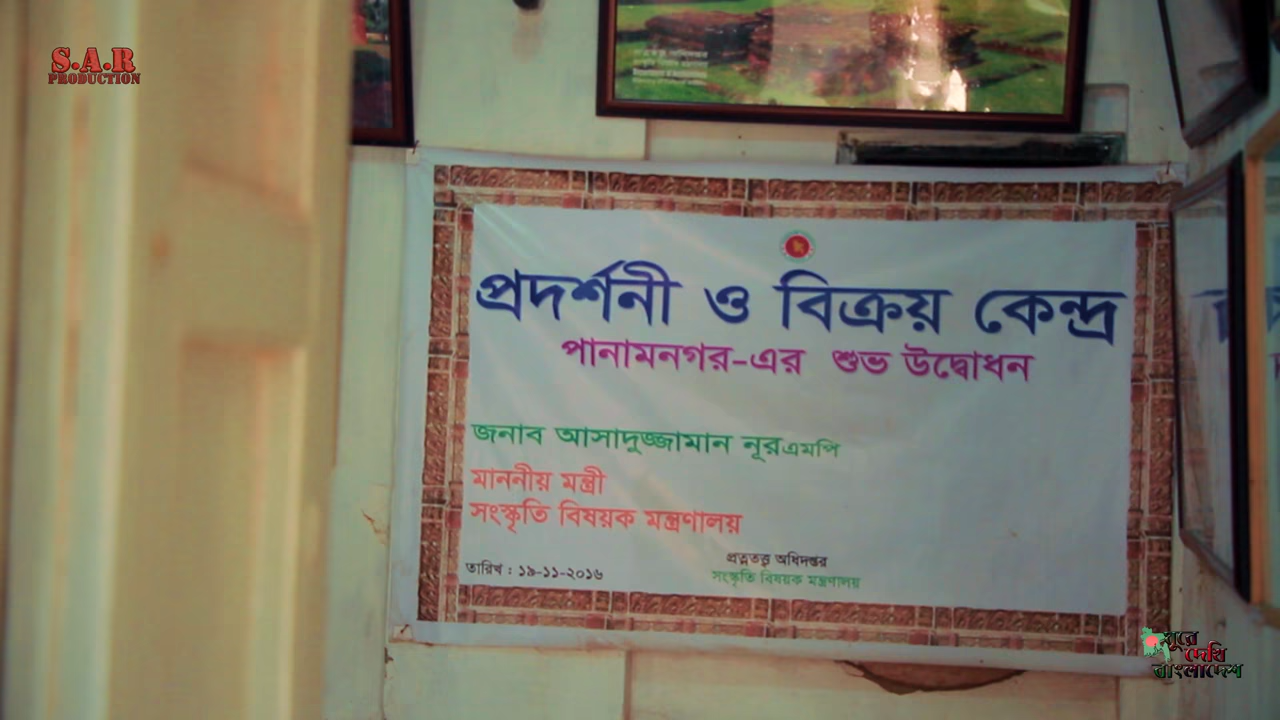 S.A.R
PRODUCTION
প্রদর্শনী ও বিক্রয় কেন্দ্র
পানামনগর-এর শুভ উদ্বোধন
জনাব আসাদুজ্জামান নূর এমপি
মাননীয় মন্ত্রী
সংস্কৃতি বিষয়ক মন্ত্রণালয়
তারিখ : ১৯-১১-২০১৬
প্রত্নতত্ত্ব অধিদপ্তর
সংস্কৃতি বিষয়ক মন্ত্রণালয়
ঘুরে
দেখি
বাংলাদেশ